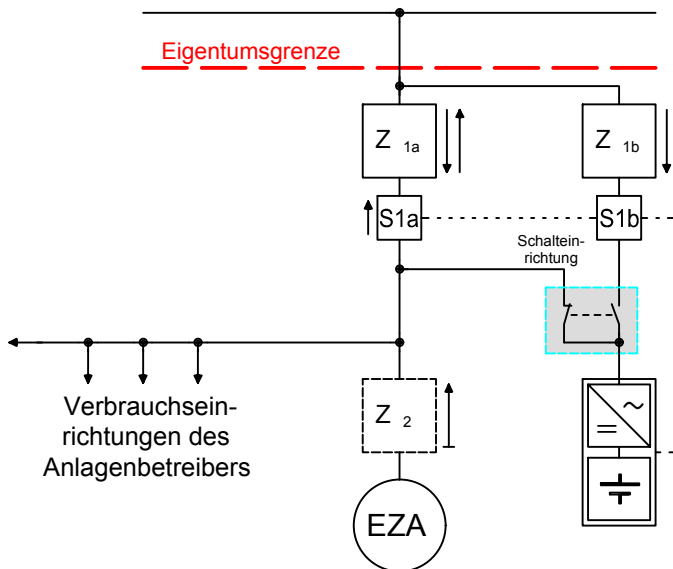 Eigentumsgrenze
Z 1a
Z 1b
S1a
S1b
Schaltein-
richtung
Verbrauchsein-
richtungen des
Anlagenbetreibers
Z 2
EZA